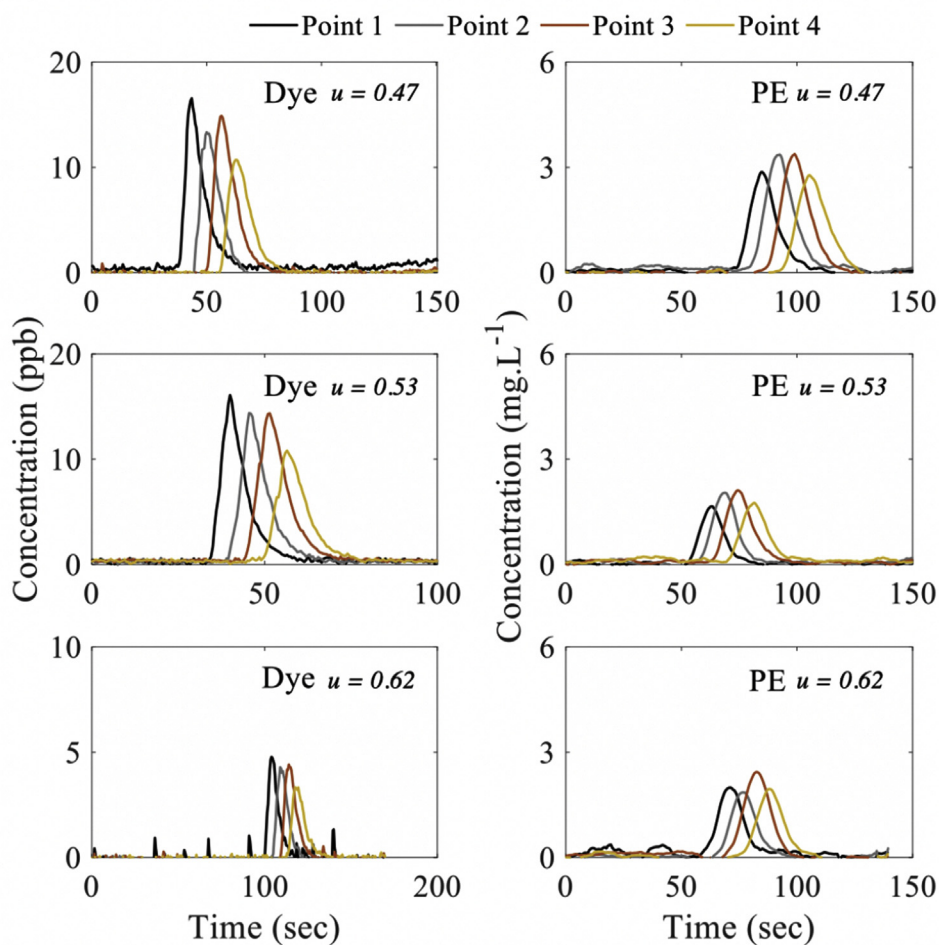 Point 1 Point 2 Point 3 Point 4
20 Dye u = 0.47
10
0
0 50 100 150
6 PE u = 0.47
3
0
0 50 100 150
20 Dye u = 0.53
10
0
0 50 100
6 PE u = 0.53
3
0
0 50 100 150
10 Dye u = 0.62
5
0
0 100 200
6 PE u = 0.62
3
0
0 50 100 150
Concentration (ppb)
Concentration (mg.L⁻¹)
Time (sec)
Time (sec)